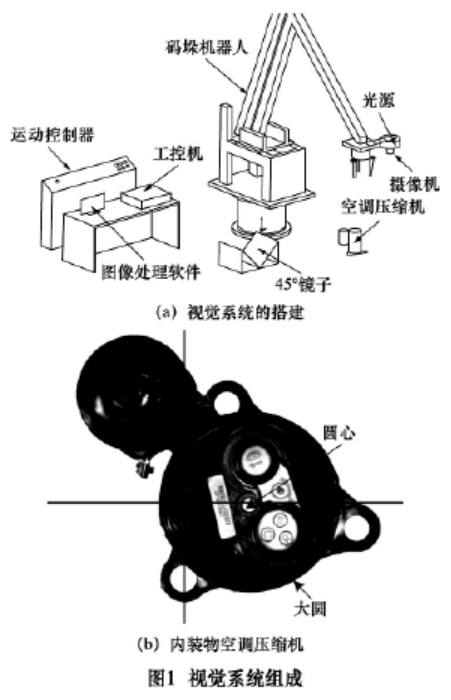 码垛机器人
光源
运动控制器
工控机
摄像机
空调压缩机
图像处理软件
45°镜子
(a) 视觉系统的搭建
圆心
大圆
(b) 内装物空调压缩机
图1 视觉系统组成